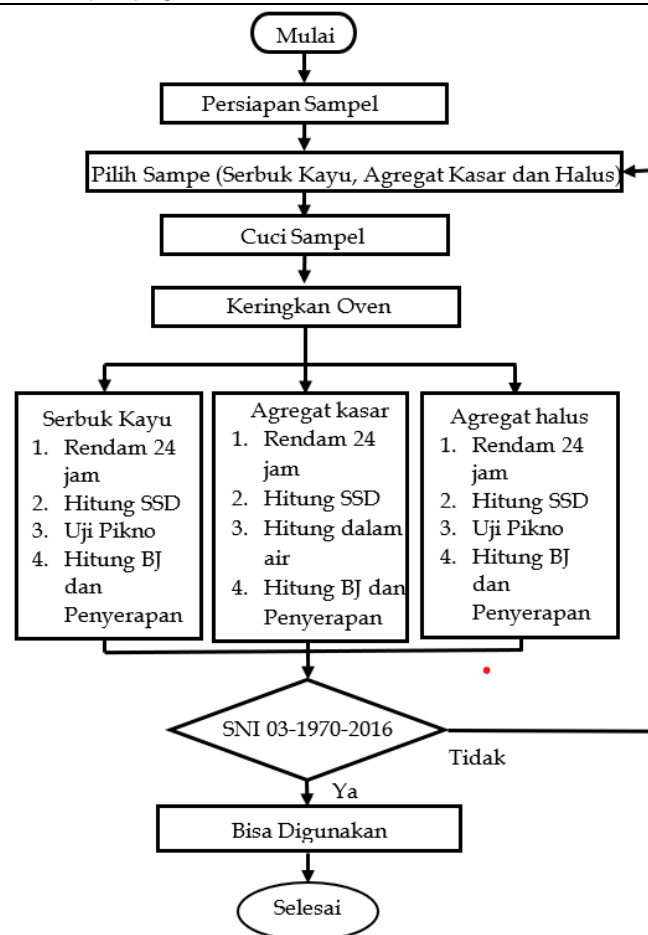 Mulai
Persiapan Sampel
Pilih Sampe (Serbuk Kayu, Agregat Kasar dan Halus)
Cuci Sampel
Keringkan Oven
Serbuk Kayu
1. Rendam 24
jam
2. Hitung SSD
3. Uji Pikno
4. Hitung BJ
dan
Penyerapan
Agregat kasar
1. Rendam 24
jam
2. Hitung SSD
3. Hitung dalam
air
4. Hitung BJ dan
Penyerapan
Agregat halus
1. Rendam 24
jam
2. Hitung SSD
3. Uji Pikno
4. Hitung BJ
dan
Penyerapan
SNI 03-1970-2016
Tidak
Ya
Bisa Digunakan
Selesai